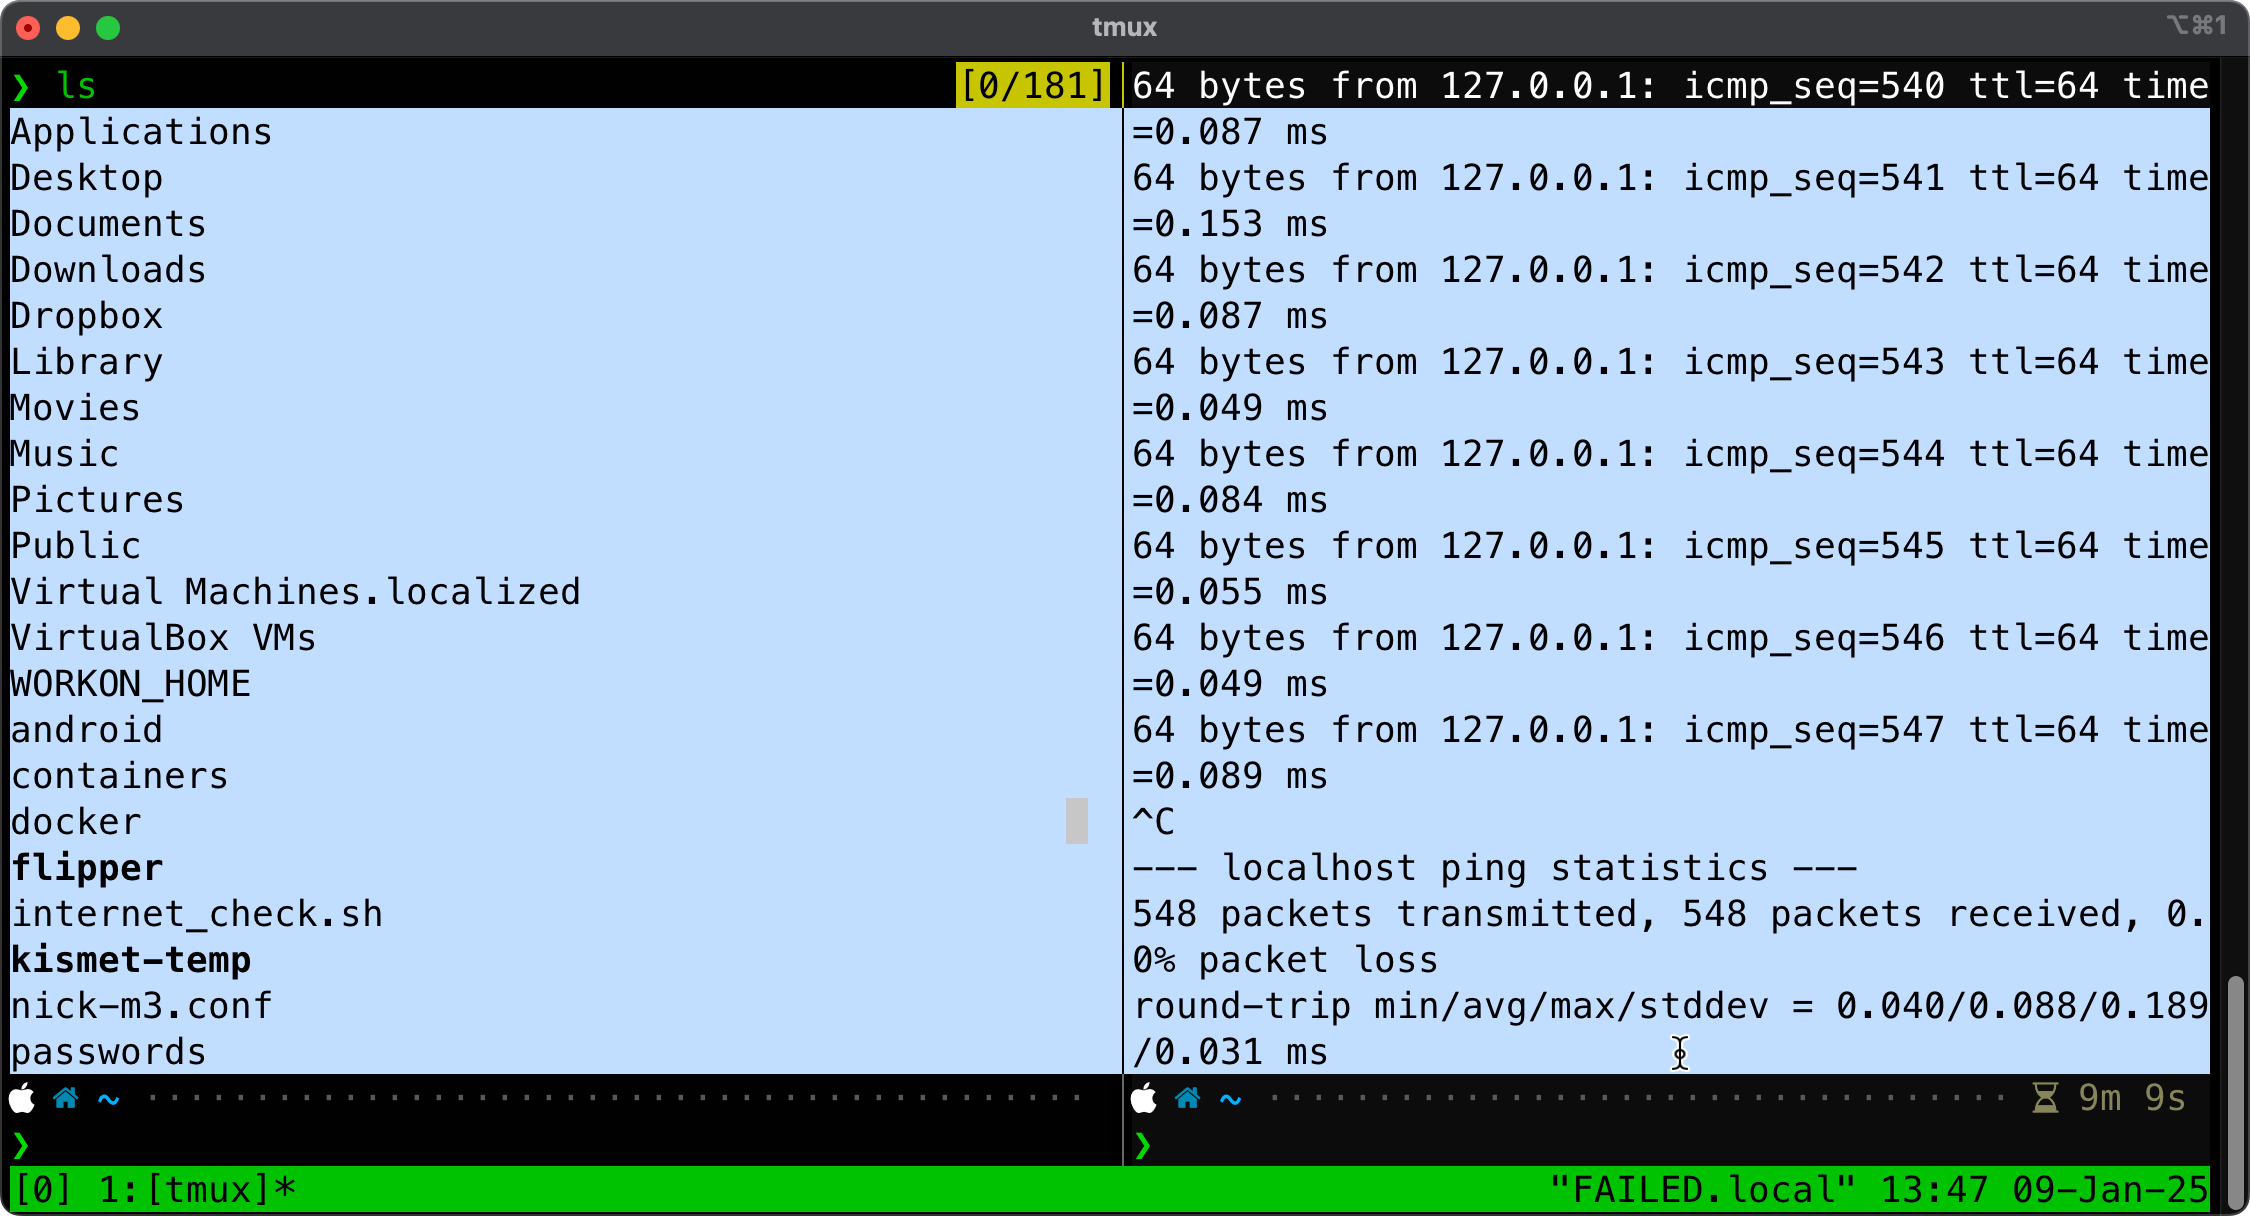 tmux
⌥⌘1
❯ ls
[0/181]
Applications
Desktop
Documents
Downloads
Dropbox
Library
Movies
Music
Pictures
Public
Virtual Machines.localized
VirtualBox VMs
WORKON_HOME
android
containers
docker
flipper
internet_check.sh
kismet-temp
nick-m3.conf
passwords
~
❯
64 bytes from 127.0.0.1: icmp_seq=540 ttl=64 time
=0.087 ms
64 bytes from 127.0.0.1: icmp_seq=541 ttl=64 time
=0.153 ms
64 bytes from 127.0.0.1: icmp_seq=542 ttl=64 time
=0.087 ms
64 bytes from 127.0.0.1: icmp_seq=543 ttl=64 time
=0.049 ms
64 bytes from 127.0.0.1: icmp_seq=544 ttl=64 time
=0.084 ms
64 bytes from 127.0.0.1: icmp_seq=545 ttl=64 time
=0.055 ms
64 bytes from 127.0.0.1: icmp_seq=546 ttl=64 time
=0.049 ms
64 bytes from 127.0.0.1: icmp_seq=547 ttl=64 time
=0.089 ms
^C
--- localhost ping statistics ---
548 packets transmitted, 548 packets received, 0.
0% packet loss
round-trip min/avg/max/stddev = 0.040/0.088/0.189
/0.031 ms
~ 9m 9s
❯
[0] 1:[tmux]* "FAILED.local" 13:47 09-Jan-25